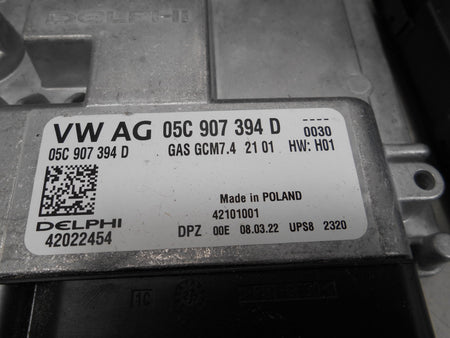 DELPHI
VW AG 05C 907 394 D
----
0030
05C 907 394 D GAS GCM7.4 21 01 HW: H01
Made in POLAND
42101001
DELPHI
42022454
DPZ 00E 08.03.22 UPS8 2320
1C